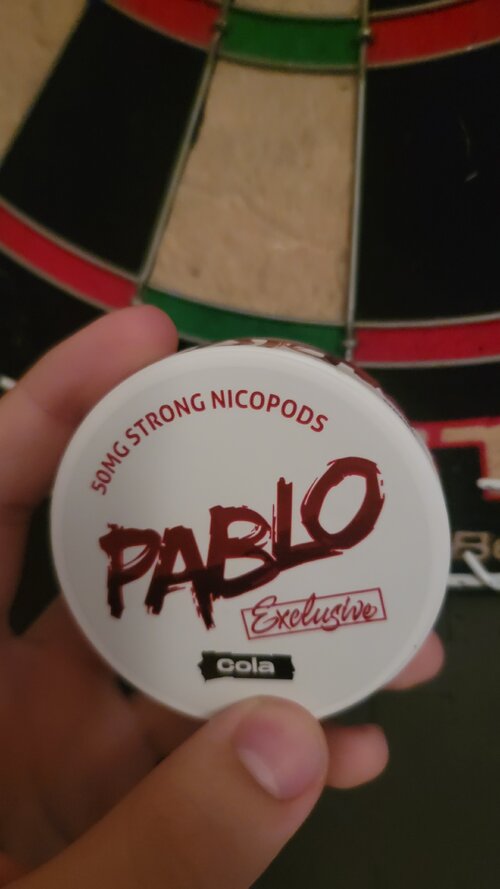 50MG STRONG NICOPODS
PABLO
Exclusive
Cola